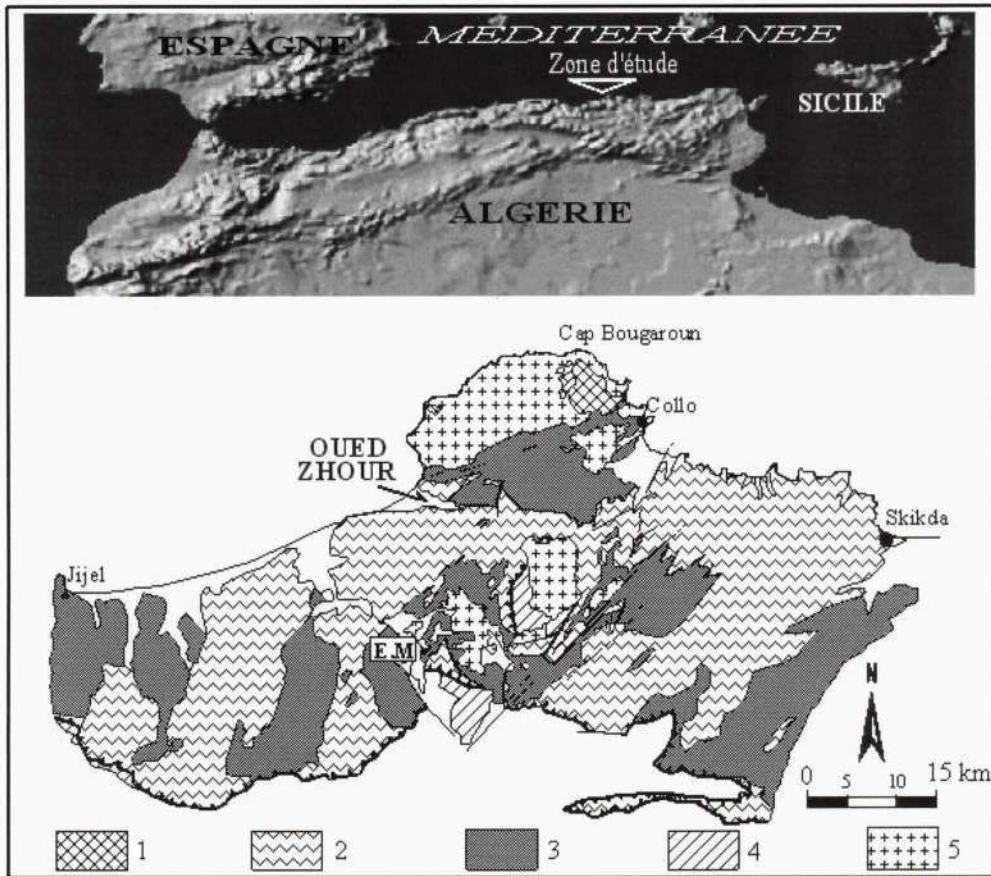 ESPAGNE
MEDITERRANEE
Zone d'étude
SICILE
ALGERIE
Cap Bougaroun
Collo
OUED
ZHOUR
Skikda
Jijel
E.M
N
0 5 10 15 km
1 2 3 4 5